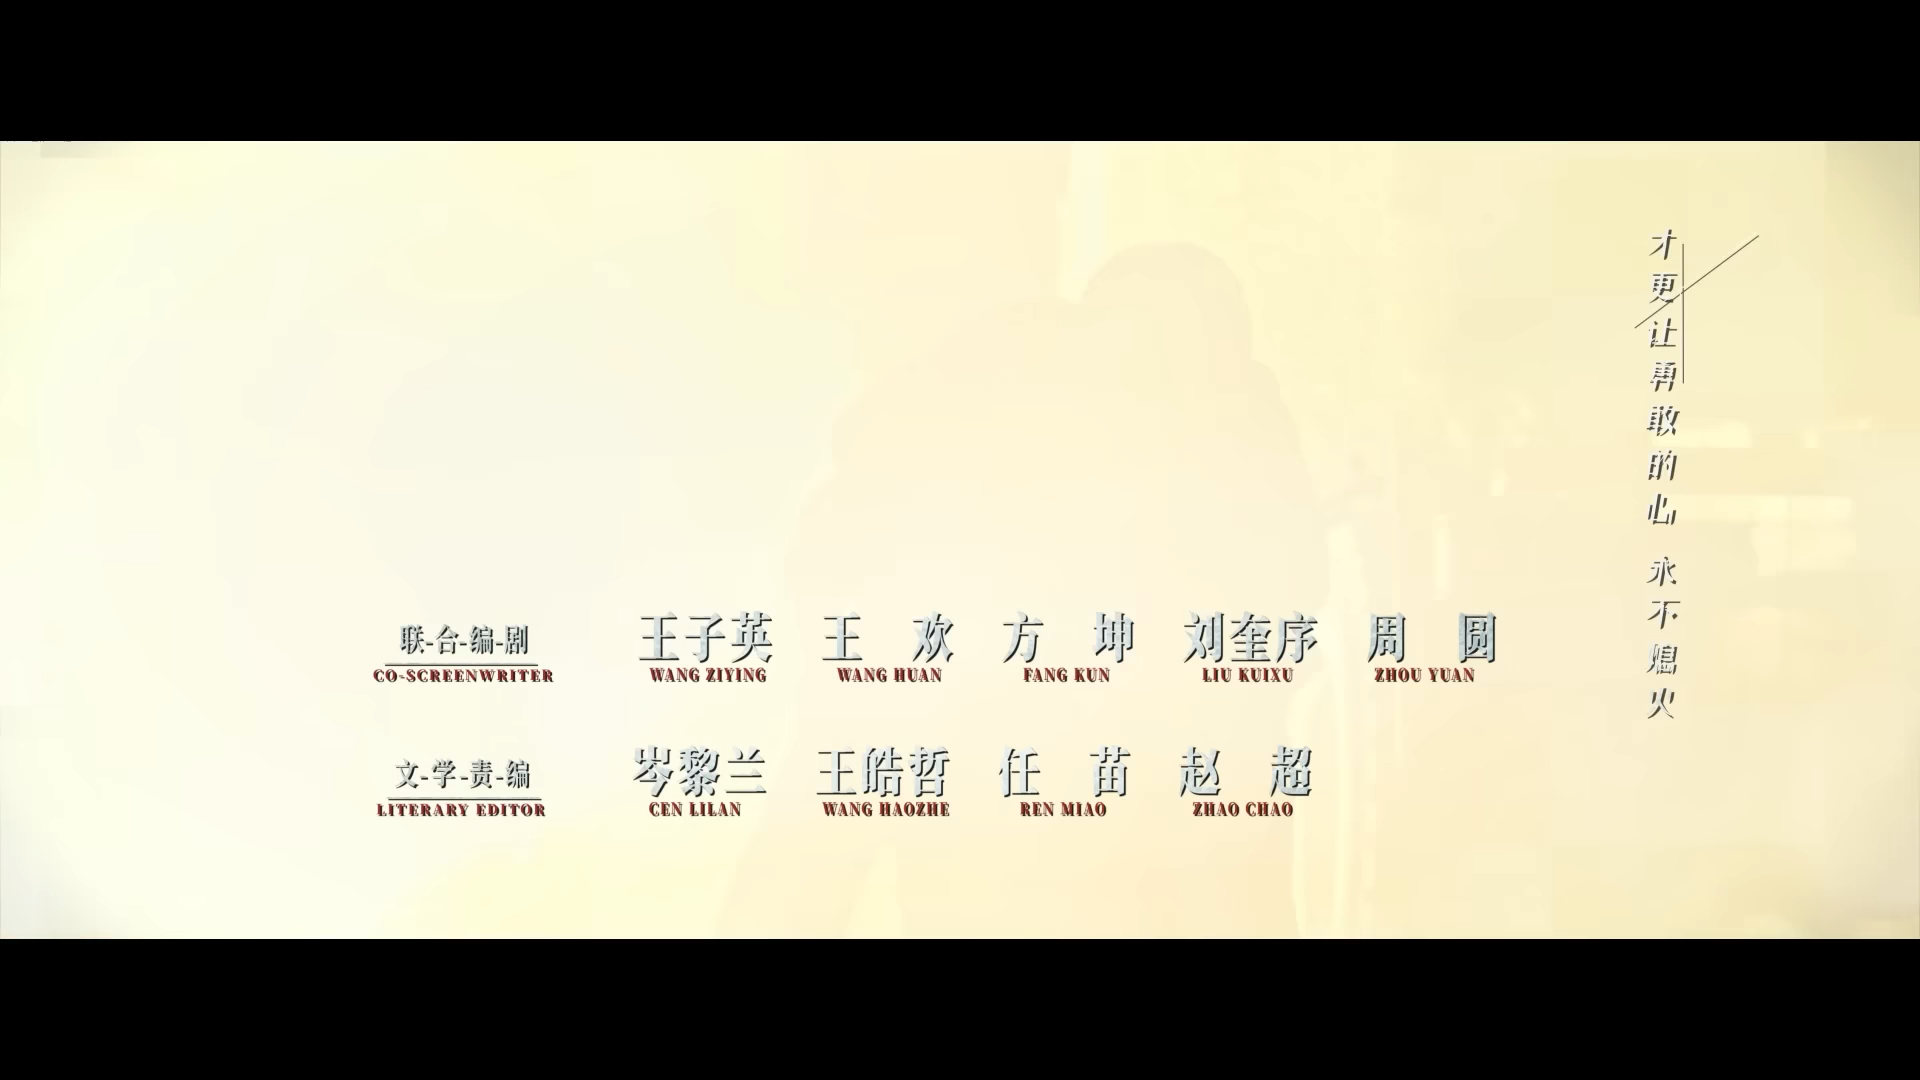 联-合-编-剧 王子英 王欢 方坤 刘奎序 周圆
CO-SCREENWRITER WANG ZIYING WANG HUAN FANG KUN LIU KUIXU ZHOU YUAN
文-学-责-编 岑黎兰 王皓哲 任苗 赵超
LITERARY EDITOR CEN LILAN WANG HAOZHE REN MIAO ZHAO CHAO
才更让勇敢的心 永不熄火